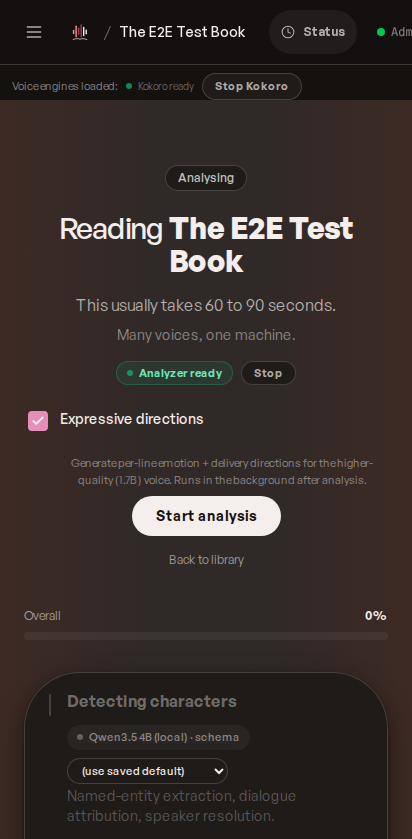 / The E2E Test Book
Status
Adm
Voice engines loaded: Kokoro ready Stop Kokoro
Analysing
Reading The E2E Test
Book
This usually takes 60 to 90 seconds.
Many voices, one machine.
Analyzer ready Stop
Expressive directions
Generate per-line emotion + delivery directions for the higher-
quality (1.7B) voice. Runs in the background after analysis.
Start analysis
Back to library
Overall 0%
Detecting characters
Qwen3.5 4B (local) · schema
(use saved default)
Named-entity extraction, dialogue
attribution, speaker resolution.